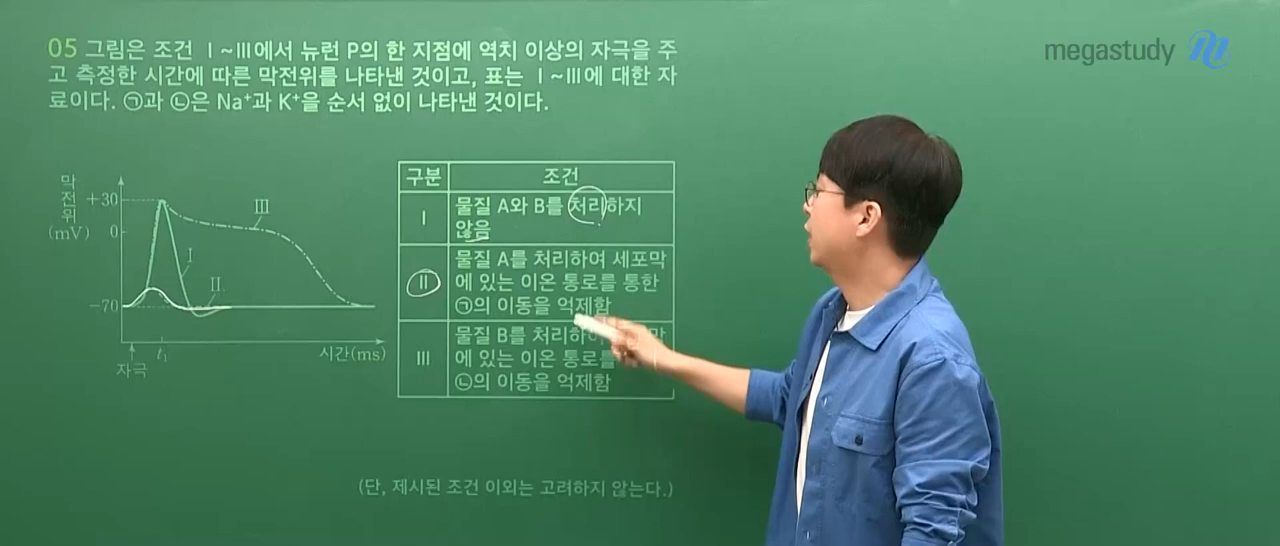 megastudy
05 그림은 조건 Ⅰ~Ⅲ에서 뉴런 P의 한 지점에 역치 이상의 자극을 주
고 측정한 시간에 따른 막전위를 나타낸 것이고, 표는 Ⅰ~Ⅲ에 대한 자
료이다. ㉠과 ㉡은 Na⁺과 K⁺을 순서 없이 나타낸 것이다.
막전위(mV)
+30
0
-70
Ⅲ
Ⅰ
Ⅱ
자극
t₁
시간(ms)
구분 조건
Ⅰ 물질 A와 B를 처리하지
않음
Ⅱ 물질 A를 처리하여 세포막
에 있는 이온 통로를 통한
㉠의 이동을 억제함
Ⅲ 물질 B를 처리하
에 있는 이온 통로를
㉡의 이동을 억제함
(단, 제시된 조건 이외는 고려하지 않는다.)